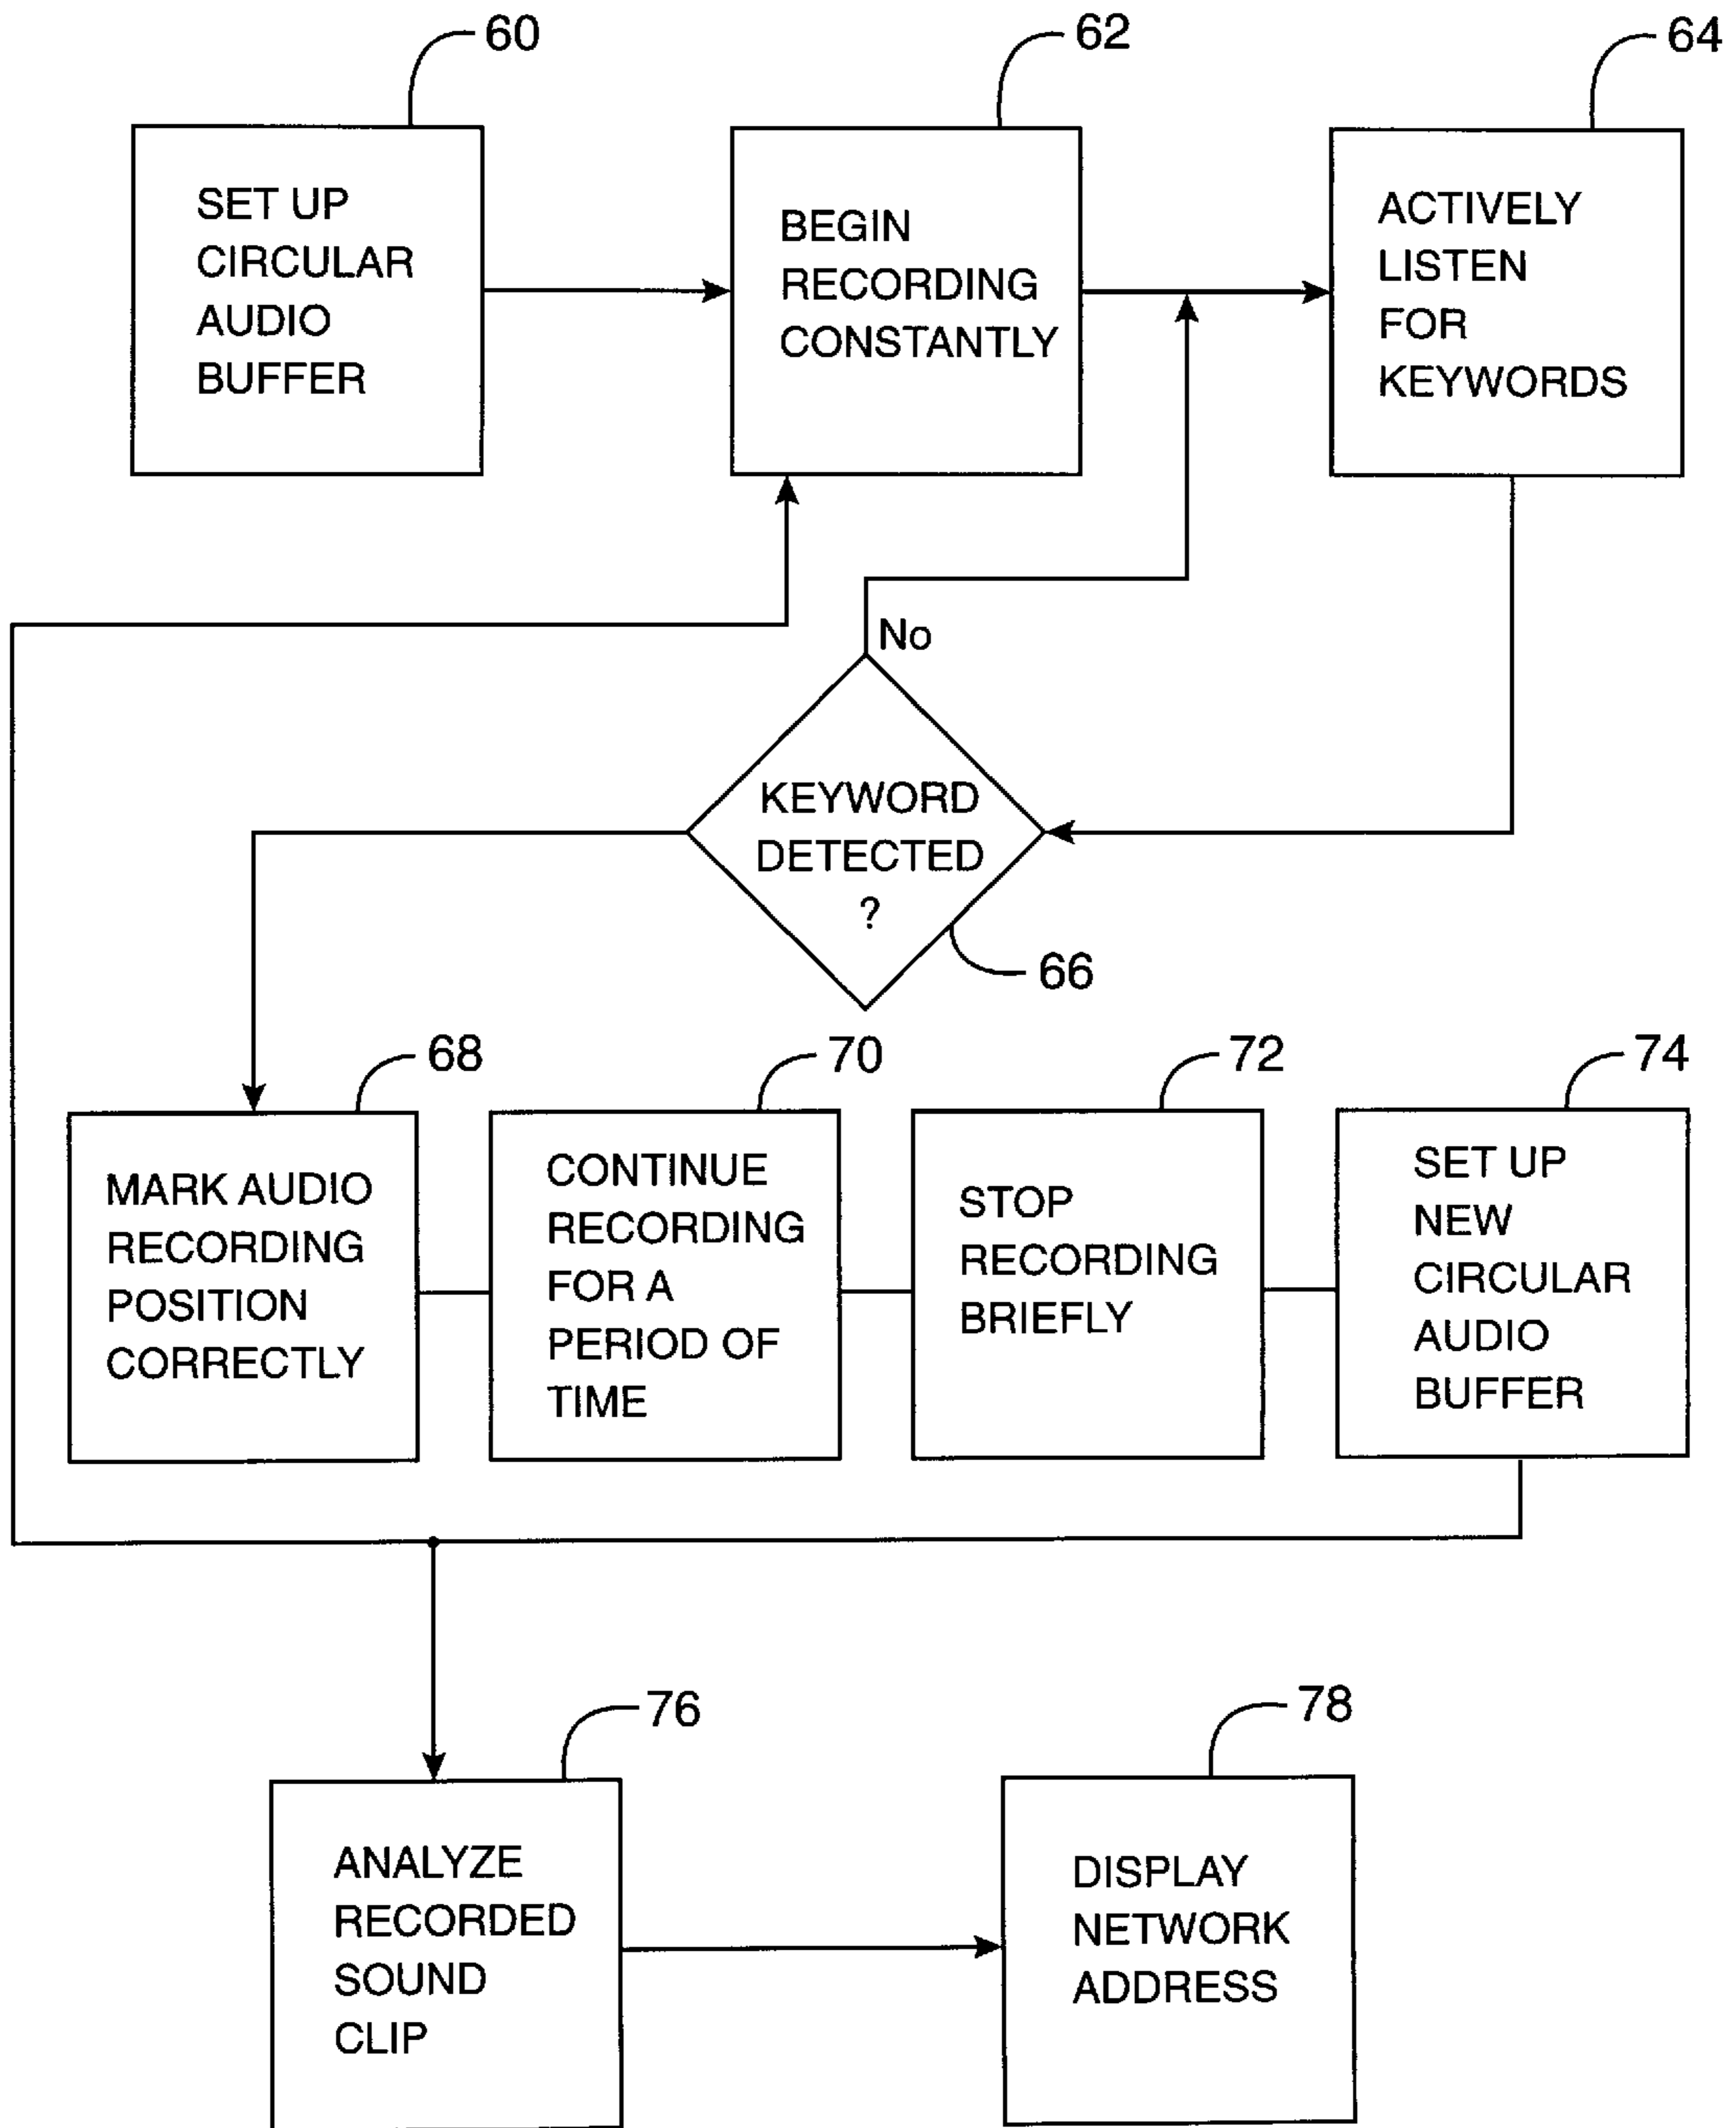 60
62
64
SET UP
CIRCULAR
AUDIO
BUFFER
BEGIN
RECORDING
CONSTANTLY
ACTIVELY
LISTEN
FOR
KEYWORDS
No
KEYWORD
DETECTED
?
66
68
70
72
74
MARK AUDIO
RECORDING
POSITION
CORRECTLY
CONTINUE
RECORDING
FOR A
PERIOD OF
TIME
STOP
RECORDING
BRIEFLY
SET UP
NEW
CIRCULAR
AUDIO
BUFFER
76
78
ANALYZE
RECORDED
SOUND
CLIP
DISPLAY
NETWORK
ADDRESS